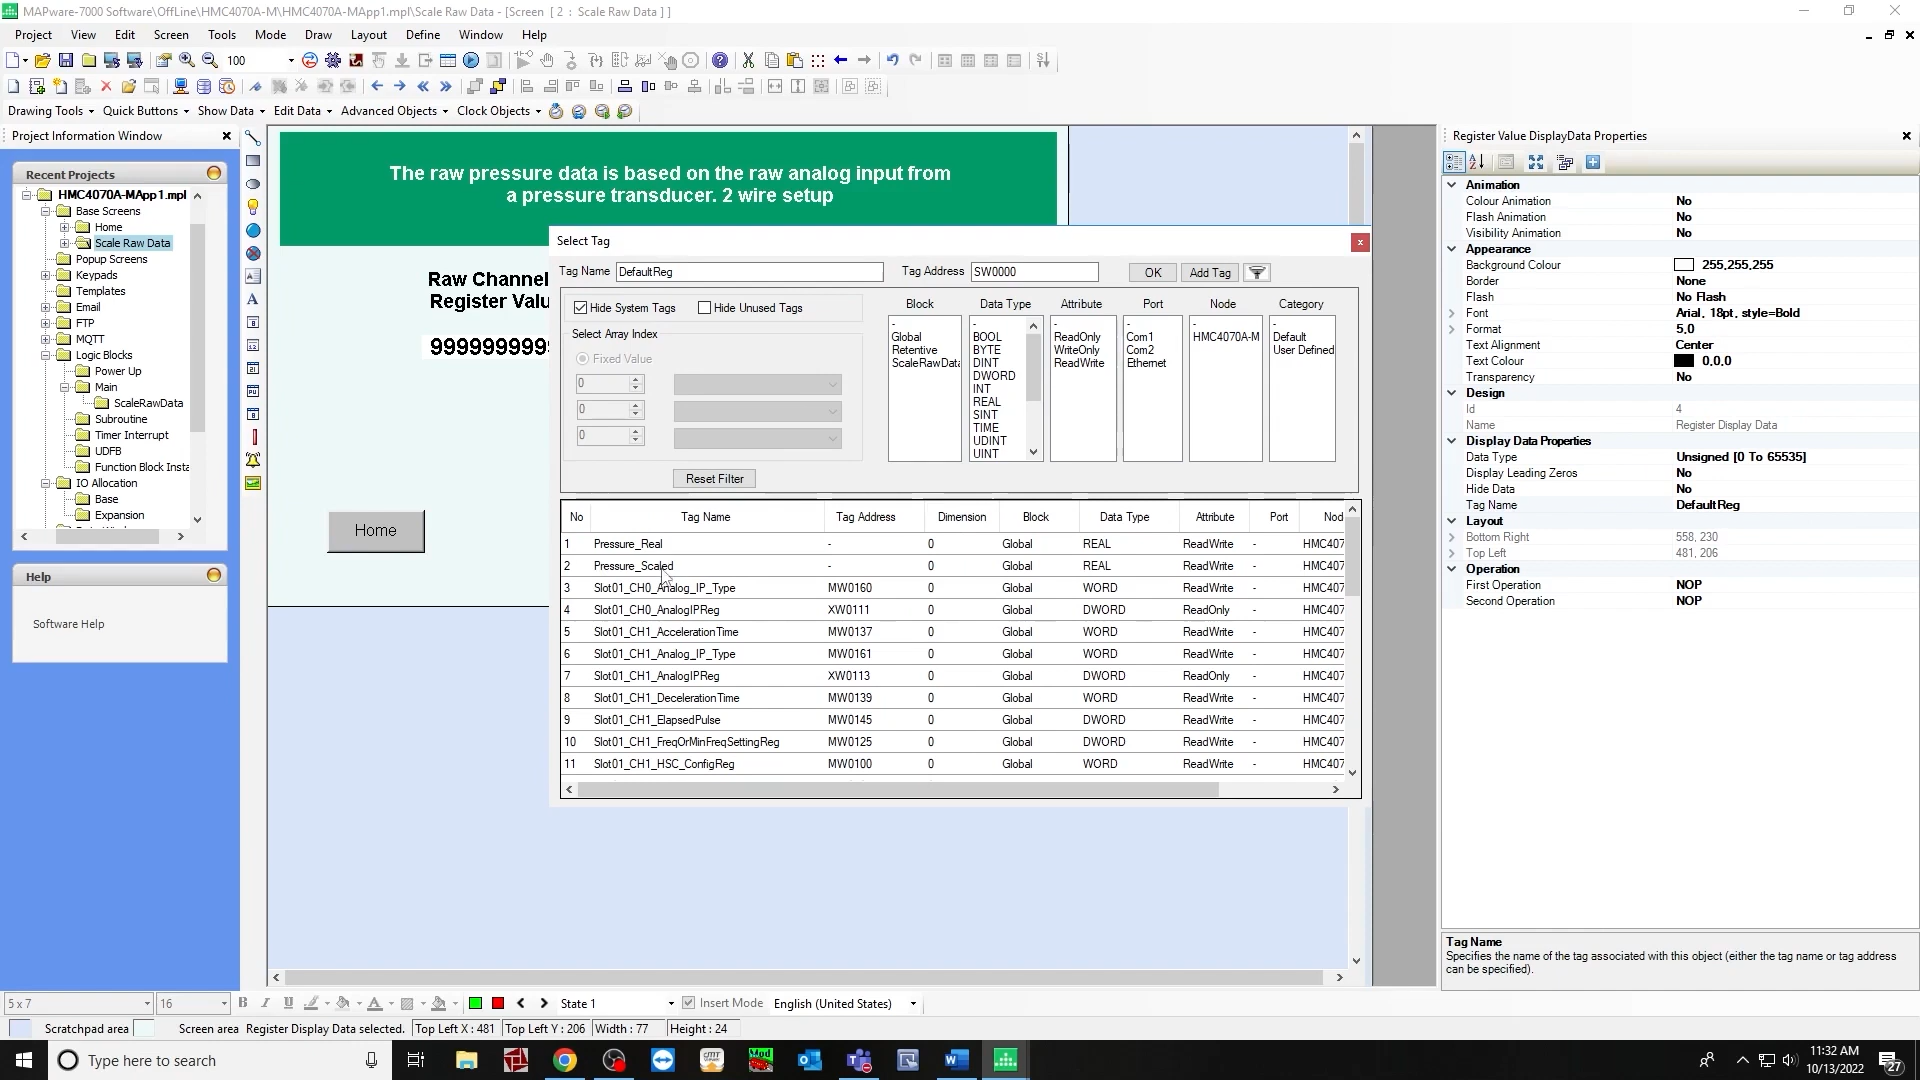 MAPware-7000 Software\OffLine\HMC4070A-M\HMC4070A-MApp1.mpl\Scale Raw Data - [Screen [ 2 : Scale Raw Data ] ]
Project View Edit Screen Tools Mode Draw Layout Define Window Help
100
Drawing Tools Quick Buttons Show Data Edit Data Advanced Objects Clock Objects
Project Information Window
Recent Projects
HMC4070A-MApp1.mpl
Base Screens
Home
Scale Raw Data
Popup Screens
Keypads
Templates
Email
FTP
MQTT
Logic Blocks
Power Up
Main
ScaleRawData
Subroutine
Timer Interrupt
UDFB
Function Block Insta
IO Allocation
Base
Expansion
Help
Software Help
The raw pressure data is based on the raw analog input from
a pressure transducer. 2 wire setup
Raw Channel
Register Valu
9999999999
Home
Select Tag
Tag Name DefaultReg Tag Address SW0000 OK Add Tag
Hide System Tags Hide Unused Tags
Select Array Index
Fixed Value
0
0
0
Reset Filter
Block Data Type Attribute Port Node Category
- - - - - -
Global BOOL ReadOnly Com1 HMC4070A-M Default
Retentive BYTE WriteOnly Com2 User Defined
ScaleRawData DINT ReadWrite Ethernet
DWORD
INT
REAL
SINT
TIME
UDINT
UINT
No Tag Name Tag Address Dimension Block Data Type Attribute Port Nod
1 Pressure_Real - 0 Global REAL ReadWrite - HMC407
2 Pressure_Scaled - 0 Global REAL ReadWrite - HMC407
3 Slot01_CH0_Analog_IP_Type MW0160 0 Global WORD ReadWrite - HMC407
4 Slot01_CH0_AnalogIPReg XW0111 0 Global DWORD ReadOnly - HMC407
5 Slot01_CH1_AccelerationTime MW0137 0 Global WORD ReadWrite - HMC407
6 Slot01_CH1_Analog_IP_Type MW0161 0 Global WORD ReadWrite - HMC407
7 Slot01_CH1_AnalogIPReg XW0113 0 Global DWORD ReadOnly - HMC407
8 Slot01_CH1_DecelerationTime MW0139 0 Global WORD ReadWrite - HMC407
9 Slot01_CH1_ElapsedPulse MW0145 0 Global DWORD ReadWrite - HMC407
10 Slot01_CH1_FreqOrMinFreqSettingReg MW0125 0 Global DWORD ReadWrite - HMC407
11 Slot01_CH1_HSC_ConfigReg MW0100 0 Global WORD ReadWrite - HMC407
Register Value DisplayData Properties
Animation
Colour Animation No
Flash Animation No
Visibility Animation No
Appearance
Background Colour 255,255,255
Border None
Flash No Flash
Font Arial, 18pt, style=Bold
Format 5,0
Text Alignment Center
Text Colour 0,0,0
Transparency No
Design
Id 4
Name Register Display Data
Display Data Properties
Data Type Unsigned [0 To 65535]
Display Leading Zeros No
Hide Data No
Tag Name DefaultReg
Layout
Bottom Right 558, 230
Top Left 481, 206
Operation
First Operation NOP
Second Operation NOP
Tag Name
Specifies the name of the tag associated with this object (either the tag name or tag address
can be specified).
5 x 7 16 B I U A State 1 Insert Mode English (United States)
Scratchpad area Screen area Register Display Data selected. Top Left X : 481 Top Left Y : 206 Width : 77 Height : 24
Type here to search
11:32 AM
10/13/2022
27